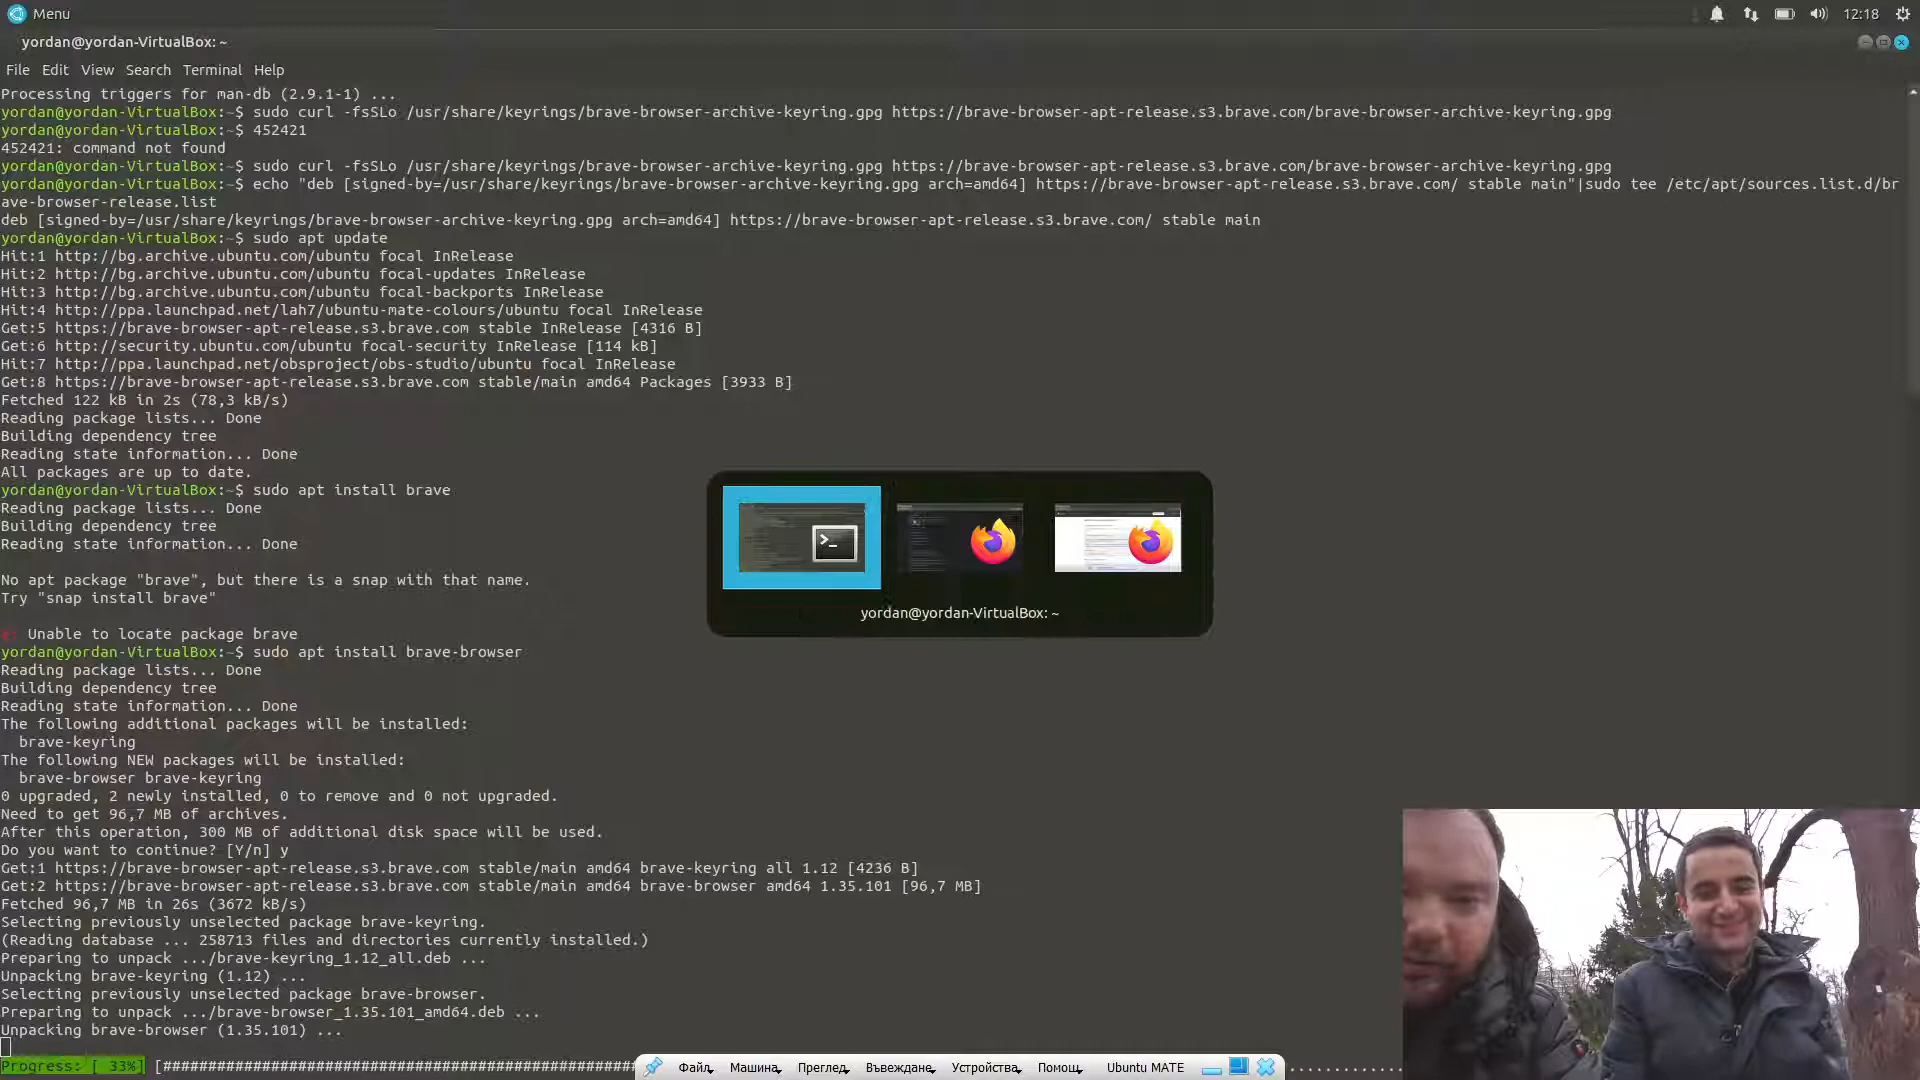 Menu
12:18
yordan@yordan-VirtualBox: ~
File Edit View Search Terminal Help
Processing triggers for man-db (2.9.1-1) ...
yordan@yordan-VirtualBox:~$ sudo curl -fsSLo /usr/share/keyrings/brave-browser-archive-keyring.gpg https://brave-browser-apt-release.s3.brave.com/brave-browser-archive-keyring.gpg
yordan@yordan-VirtualBox:~$ 452421
452421: command not found
yordan@yordan-VirtualBox:~$ sudo curl -fsSLo /usr/share/keyrings/brave-browser-archive-keyring.gpg https://brave-browser-apt-release.s3.brave.com/brave-browser-archive-keyring.gpg
yordan@yordan-VirtualBox:~$ echo "deb [signed-by=/usr/share/keyrings/brave-browser-archive-keyring.gpg arch=amd64] https://brave-browser-apt-release.s3.brave.com/ stable main"|sudo tee /etc/apt/sources.list.d/br
ave-browser-release.list
deb [signed-by=/usr/share/keyrings/brave-browser-archive-keyring.gpg arch=amd64] https://brave-browser-apt-release.s3.brave.com/ stable main
yordan@yordan-VirtualBox:~$ sudo apt update
Hit:1 http://bg.archive.ubuntu.com/ubuntu focal InRelease
Hit:2 http://bg.archive.ubuntu.com/ubuntu focal-updates InRelease
Hit:3 http://bg.archive.ubuntu.com/ubuntu focal-backports InRelease
Hit:4 http://ppa.launchpad.net/lah7/ubuntu-mate-colours/ubuntu focal InRelease
Get:5 https://brave-browser-apt-release.s3.brave.com stable InRelease [4316 B]
Get:6 http://security.ubuntu.com/ubuntu focal-security InRelease [114 kB]
Hit:7 http://ppa.launchpad.net/obsproject/obs-studio/ubuntu focal InRelease
Get:8 https://brave-browser-apt-release.s3.brave.com stable/main amd64 Packages [3933 B]
Fetched 122 kB in 2s (78,3 kB/s)
Reading package lists... Done
Building dependency tree
Reading state information... Done
All packages are up to date.
yordan@yordan-VirtualBox:~$ sudo apt install brave
Reading package lists... Done
Building dependency tree
Reading state information... Done
No apt package "brave", but there is a snap with that name.
Try "snap install brave"
yordan@yordan-VirtualBox: ~
Unable to locate package brave
yordan@yordan-VirtualBox:~$ sudo apt install brave-browser
Reading package lists... Done
Building dependency tree
Reading state information... Done
The following additional packages will be installed:
brave-keyring
The following NEW packages will be installed:
brave-browser brave-keyring
0 upgraded, 2 newly installed, 0 to remove and 0 not upgraded.
Need to get 96,7 MB of archives.
After this operation, 300 MB of additional disk space will be used.
Do you want to continue? [Y/n] y
Get:1 https://brave-browser-apt-release.s3.brave.com stable/main amd64 brave-keyring all 1.12 [4236 B]
Get:2 https://brave-browser-apt-release.s3.brave.com stable/main amd64 brave-browser amd64 1.35.101 [96,7 MB]
Fetched 96,7 MB in 26s (3672 kB/s)
Selecting previously unselected package brave-keyring.
(Reading database ... 258713 files and directories currently installed.)
Preparing to unpack .../brave-keyring_1.12_all.deb ...
Unpacking brave-keyring (1.12) ...
Selecting previously unselected package brave-browser.
Preparing to unpack .../brave-browser_1.35.101_amd64.deb ...
Unpacking brave-browser (1.35.101) ...
Progress: [ 33%] [####################################################
Файл Машина Преглед Въвеждане Устройства Помощ Ubuntu MATE